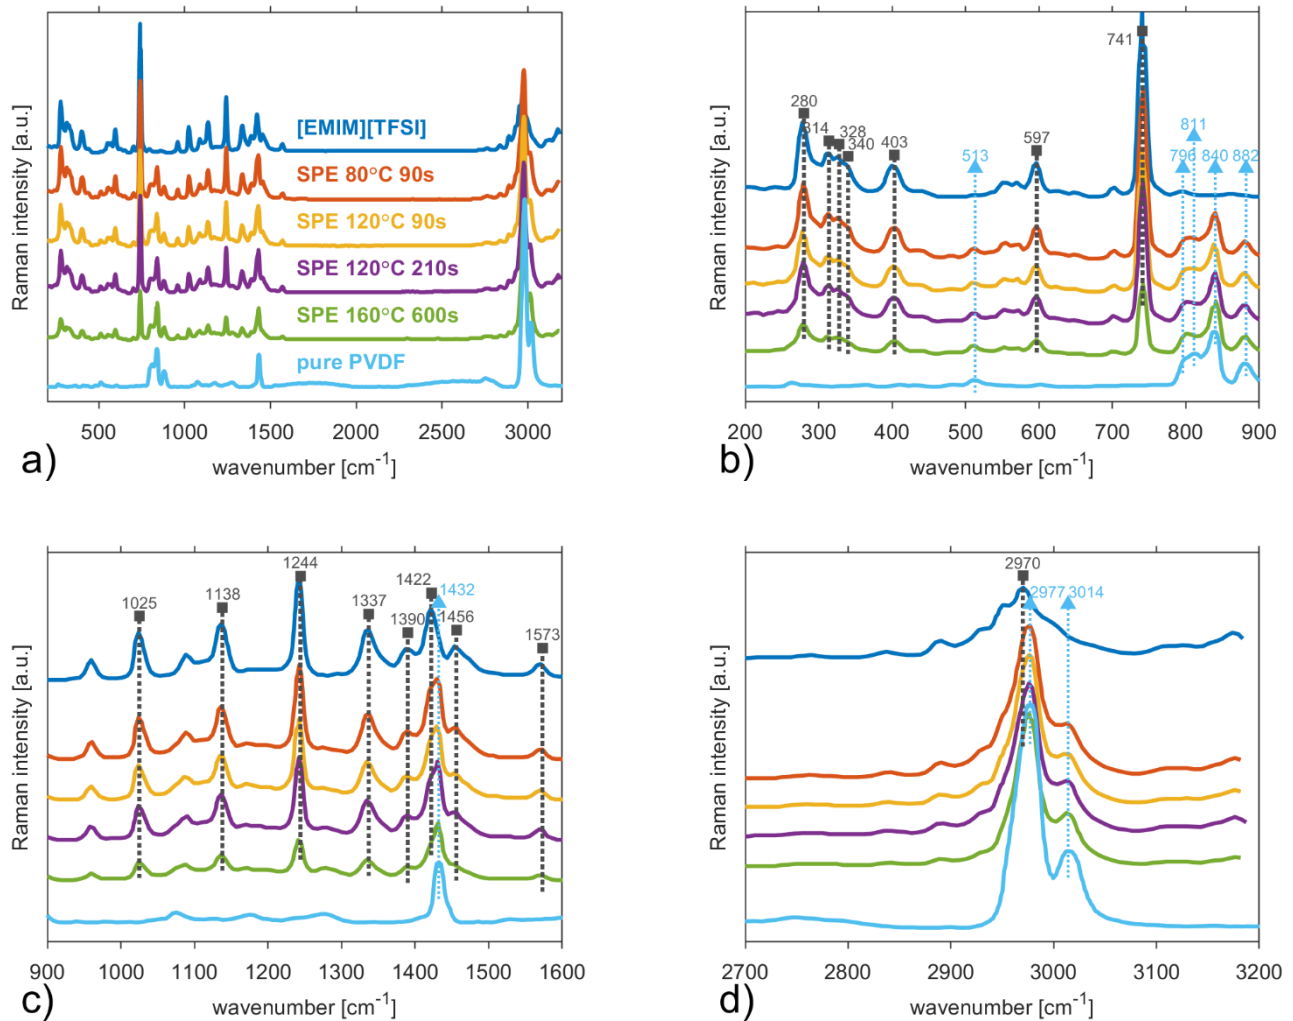 Raman intensity [a.u.]
[EMIM][TFSI]
SPE 80°C 90s
SPE 120°C 90s
SPE 120°C 210s
SPE 160°C 600s
pure PVDF
500 1000 1500 2000 2500 3000
wavenumber [cm⁻¹]
a)
Raman intensity [a.u.]
741
280
314
328
340
403
513
597
811
796 840 882
200 300 400 500 600 700 800 900
wavenumber [cm⁻¹]
b)
Raman intensity [a.u.]
1244
1025
1138
1337
1422
1432
1390
1456
1573
900 1000 1100 1200 1300 1400 1500 1600
wavenumber [cm⁻¹]
c)
Raman intensity [a.u.]
2970
2977
3014
2700 2800 2900 3000 3100 3200
wavenumber [cm⁻¹]
d)